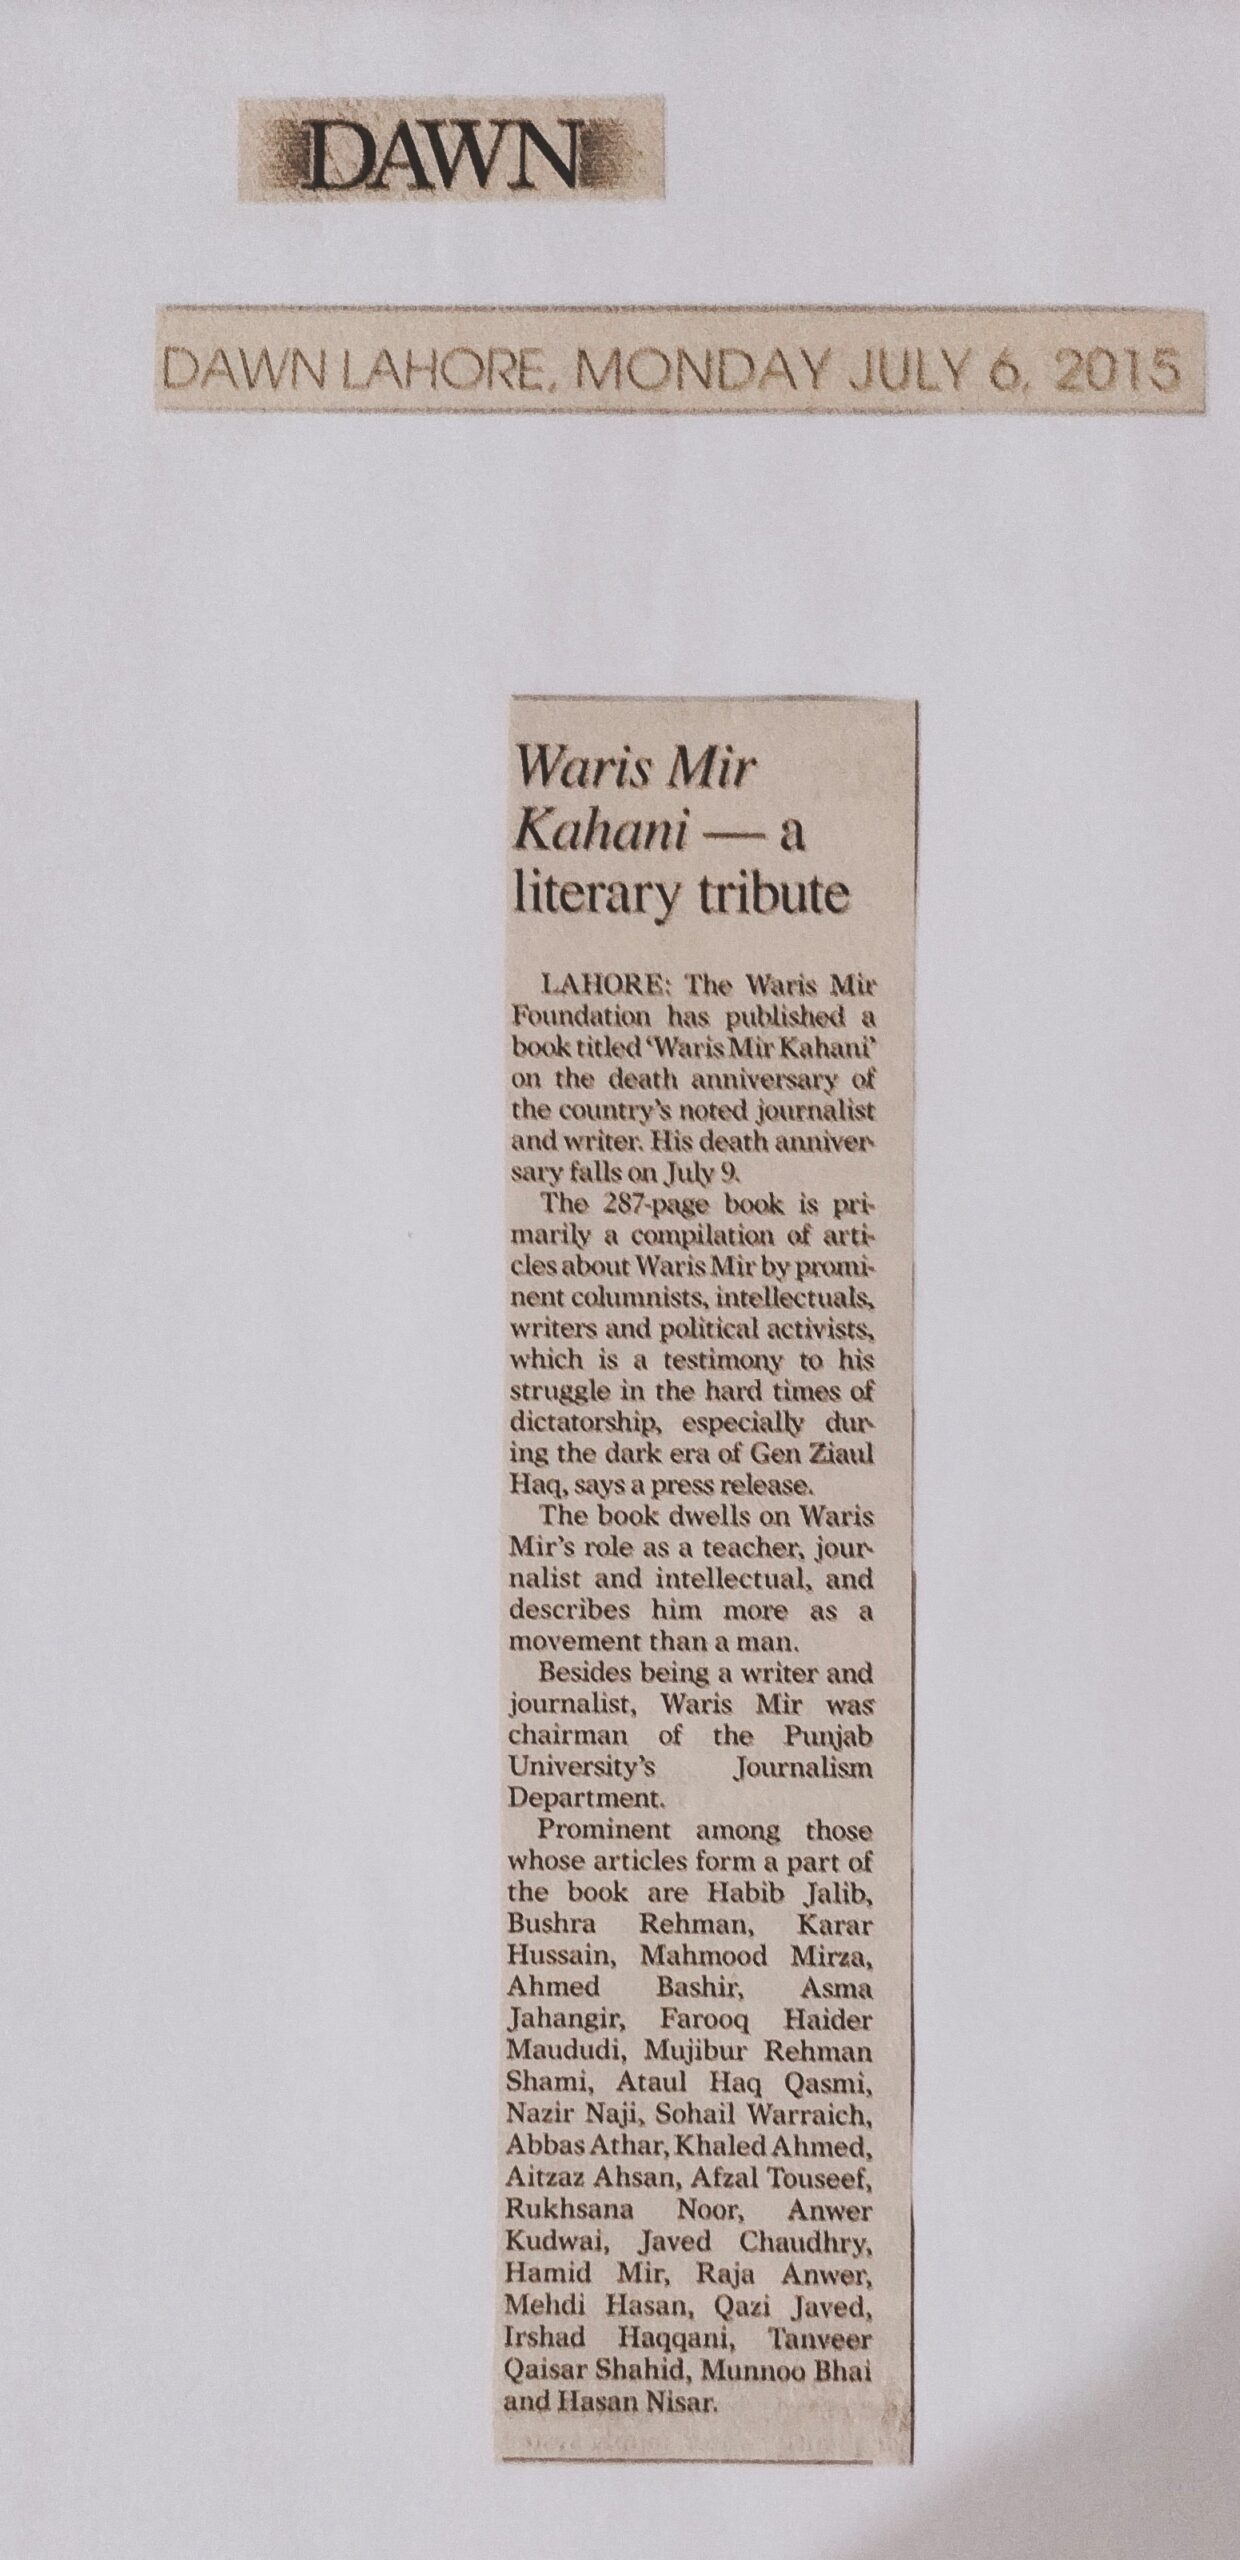 DAWN
DAWN LAHORE, MONDAY JULY 6, 2015
Waris Mir
Kahani — a
literary tribute
LAHORE: The Waris Mir
Foundation has published a
book titled ‘Waris Mir Kahani’
on the death anniversary of
the country’s noted journalist
and writer. His death anniver-
sary falls on July 9.
The 287-page book is pri-
marily a compilation of arti-
cles about Waris Mir by promi-
nent columnists, intellectuals,
writers and political activists,
which is a testimony to his
struggle in the hard times of
dictatorship, especially dur-
ing the dark era of Gen Ziaul
Haq, says a press release.
The book dwells on Waris
Mir’s role as a teacher, jour-
nalist and intellectual, and
describes him more as a
movement than a man.
Besides being a writer and
journalist, Waris Mir was
chairman of the Punjab
University’s Journalism
Department.
Prominent among those
whose articles form a part of
the book are Habib Jalib,
Bushra Rehman, Karar
Hussain, Mahmood Mirza,
Ahmed Bashir, Asma
Jahangir, Farooq Haider
Maududi, Mujibur Rehman
Shami, Ataul Haq Qasmi,
Nazir Naji, Sohail Warraich,
Abbas Athar, Khaled Ahmed,
Aitzaz Ahsan, Afzal Touseef,
Rukhsana Noor, Anwer
Kudwai, Javed Chaudhry,
Hamid Mir, Raja Anwer,
Mehdi Hasan, Qazi Javed,
Irshad Haqqani, Tanveer
Qaisar Shahid, Munnoo Bhai
and Hasan Nisar.